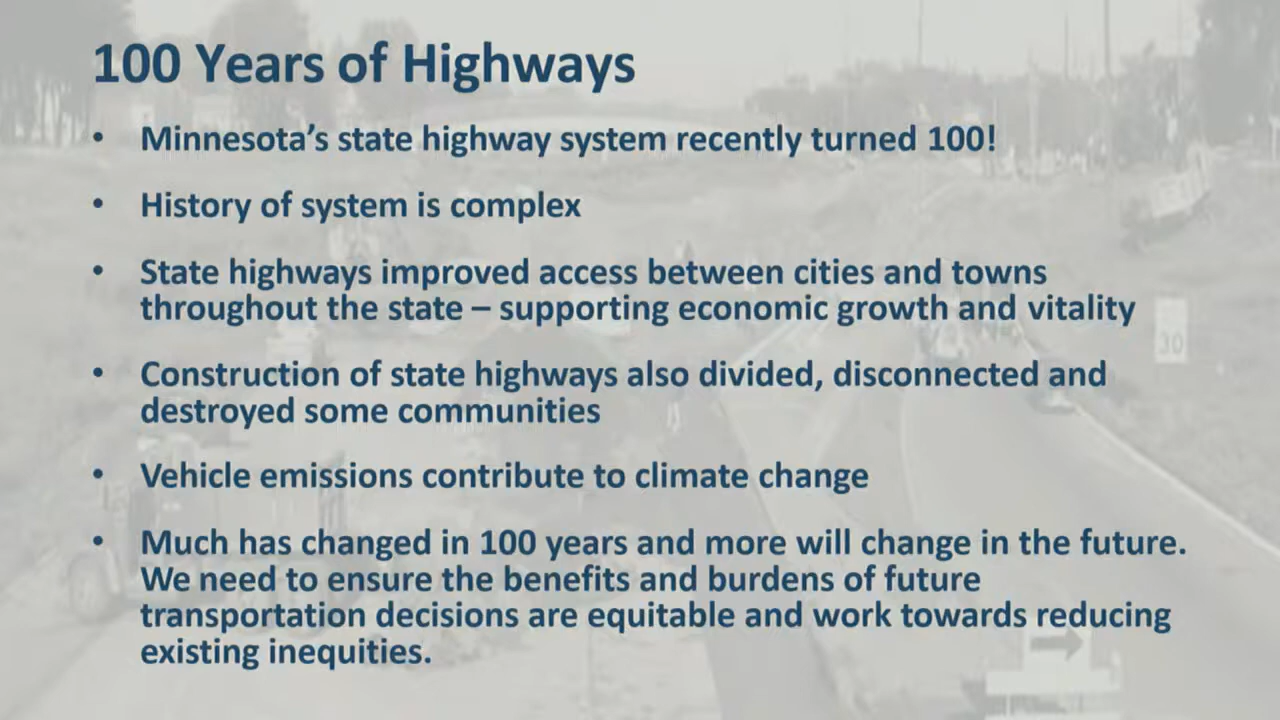 100 Years of Highways
• Minnesota's state highway system recently turned 100!
• History of system is complex
• State highways improved access between cities and towns
throughout the state – supporting economic growth and vitality
• Construction of state highways also divided, disconnected and
destroyed some communities
• Vehicle emissions contribute to climate change
• Much has changed in 100 years and more will change in the future.
We need to ensure the benefits and burdens of future
transportation decisions are equitable and work towards reducing
existing inequities.
30